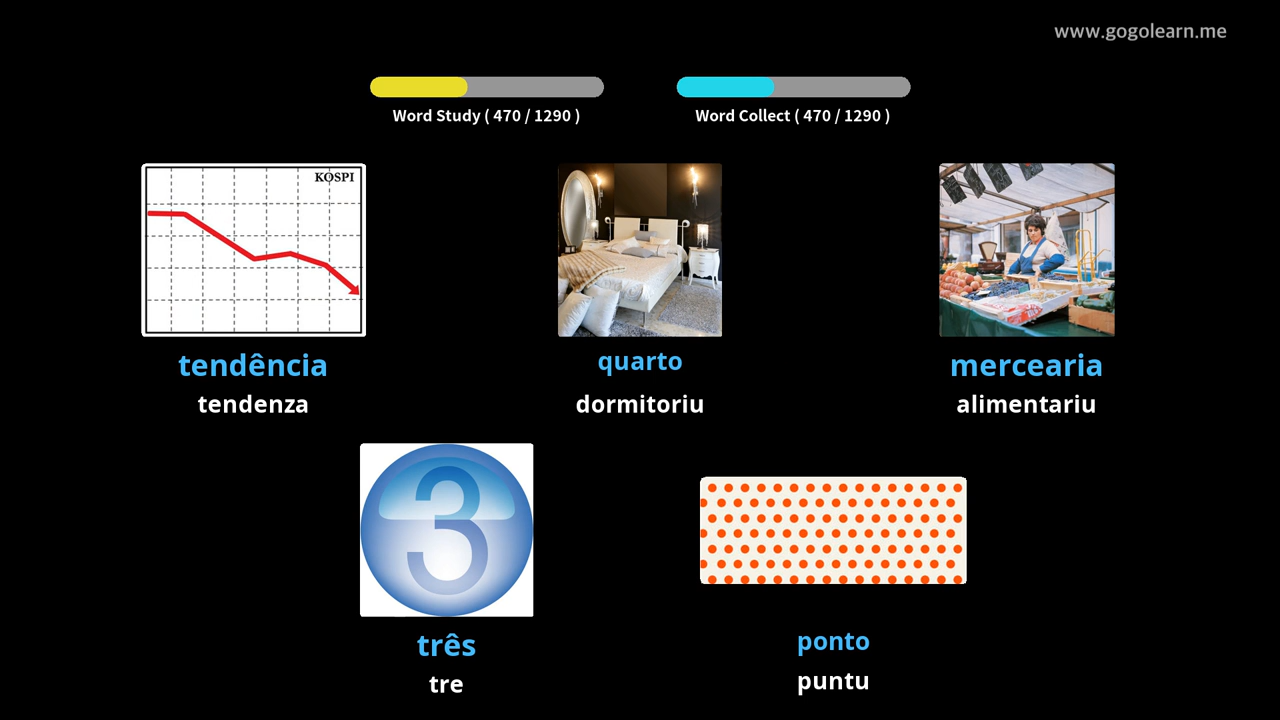 www.gogolearn.me
Word Study ( 470 / 1290 )
Word Collect ( 470 / 1290 )
KOSPI
tendência
quarto
mercearia
tendenza
dormitoriu
alimentariu
3
três
ponto
tre
puntu